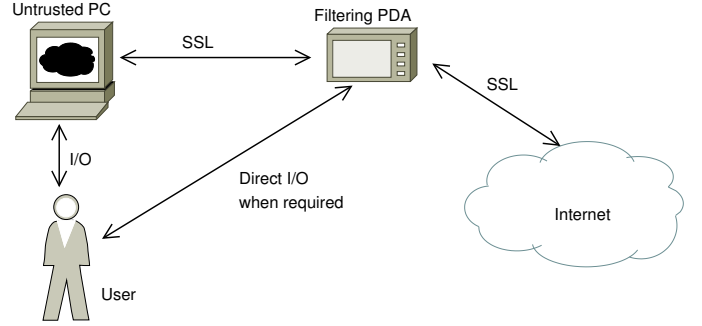 Untrusted PC
Filtering PDA
SSL
SSL
I/O
Direct I/O
when required
Internet
User